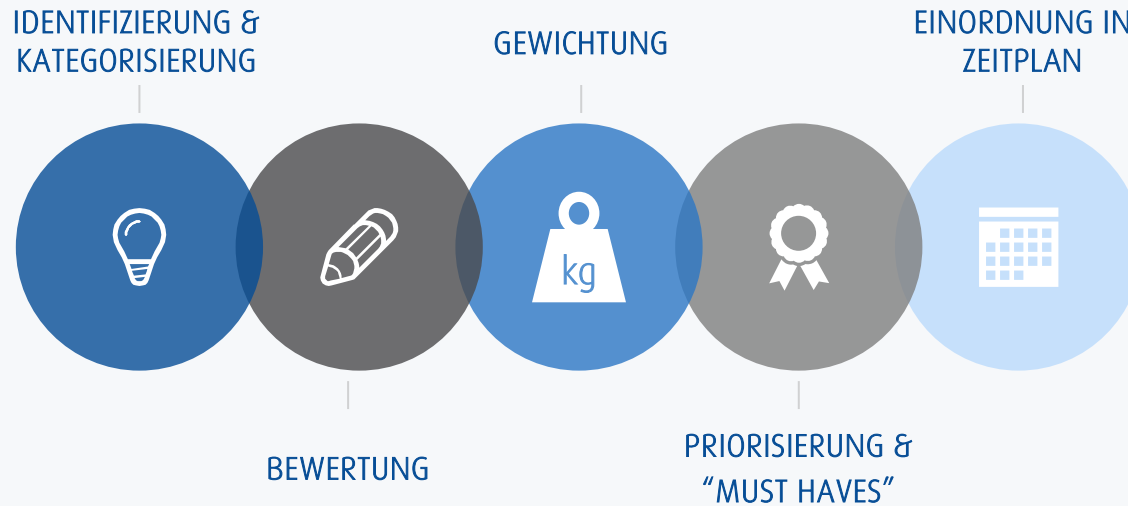 IDENTIFIZIERUNG &
KATEGORISIERUNG
BEWERTUNG
GEWICHTUNG
kg
PRIORISIERUNG &
“MUST HAVES”
EINORDNUNG IN
ZEITPLAN